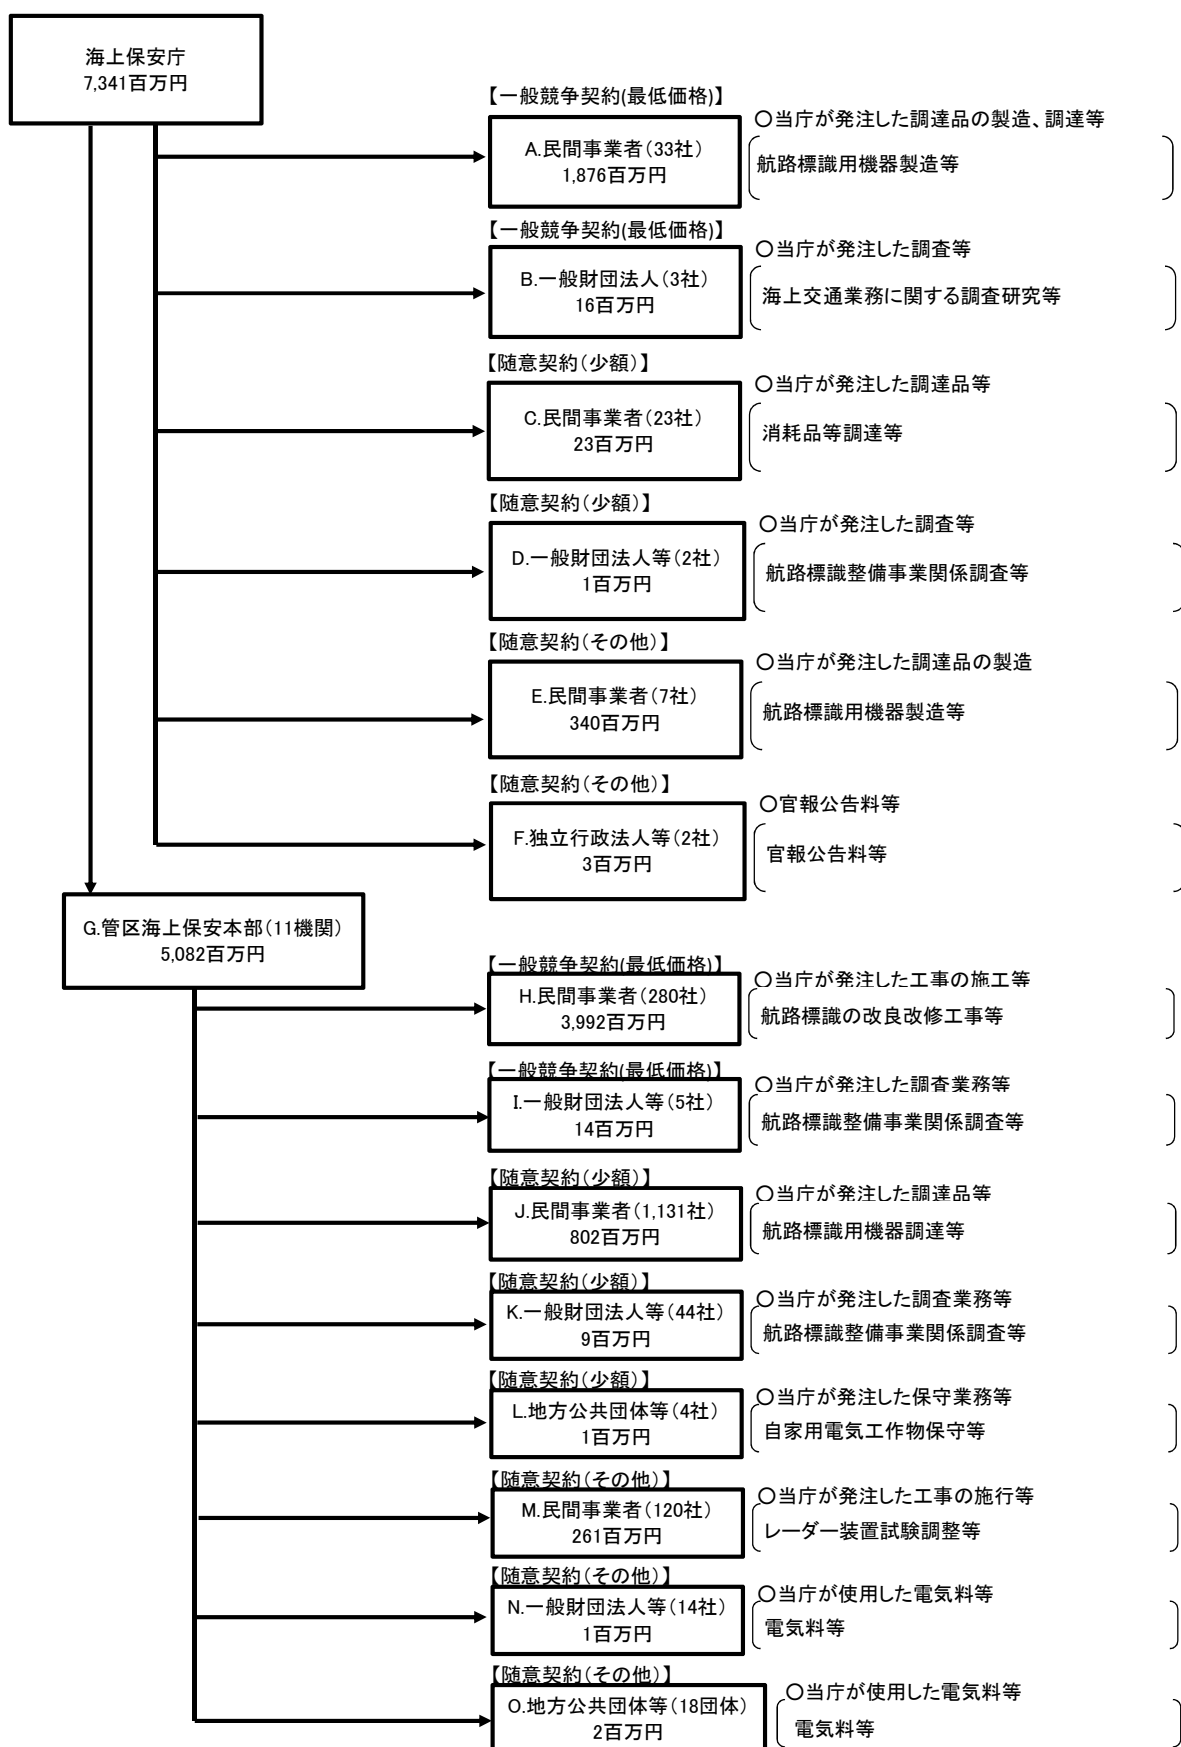 海上保安庁
7,341百万円
【一般競争契約(最低価格)】
〇当庁が発注した調達品の製造、調達等
A.民間事業者(33社)
1,876百万円
航路標識用機器製造等
【一般競争契約(最低価格)】
〇当庁が発注した調査等
B.一般財団法人(3社)
16百万円
海上交通業務に関する調査研究等
【随意契約(少額)】
〇当庁が発注した調達品等
C.民間事業者(23社)
23百万円
消耗品等調達等
【随意契約(少額)】
〇当庁が発注した調査等
D.一般財団法人等(2社)
1百万円
航路標識整備事業関係調査等
【随意契約(その他)】
〇当庁が発注した調達品の製造
E.民間事業者(7社)
340百万円
航路標識用機器製造等
【随意契約(その他)】
〇官報公告料等
F.独立行政法人等(2社)
3百万円
官報公告料等
G.管区海上保安本部(11機関)
5,082百万円
【一般競争契約(最低価格)】
〇当庁が発注した工事の施工等
H.民間事業者(280社)
3,992百万円
航路標識の改良改修工事等
【一般競争契約(最低価格)】
〇当庁が発注した調査業務等
I.一般財団法人等(5社)
14百万円
航路標識整備事業関係調査等
【随意契約(少額)】
〇当庁が発注した調達品等
J.民間事業者(1,131社)
802百万円
航路標識用機器調達等
【随意契約(少額)】
〇当庁が発注した調査業務等
K.一般財団法人等(44社)
9百万円
航路標識整備事業関係調査等
【随意契約(少額)】
〇当庁が発注した保守業務等
L.地方公共団体等(4社)
1百万円
自家用電気工作物保守等
【随意契約(その他)】
〇当庁が発注した工事の施行等
M.民間事業者(120社)
261百万円
レーダー装置試験調整等
【随意契約(その他)】
〇当庁が使用した電気料等
N.一般財団法人等(14社)
1百万円
電気料等
【随意契約(その他)】
〇当庁が使用した電気料等
O.地方公共団体等(18団体)
2百万円
電気料等